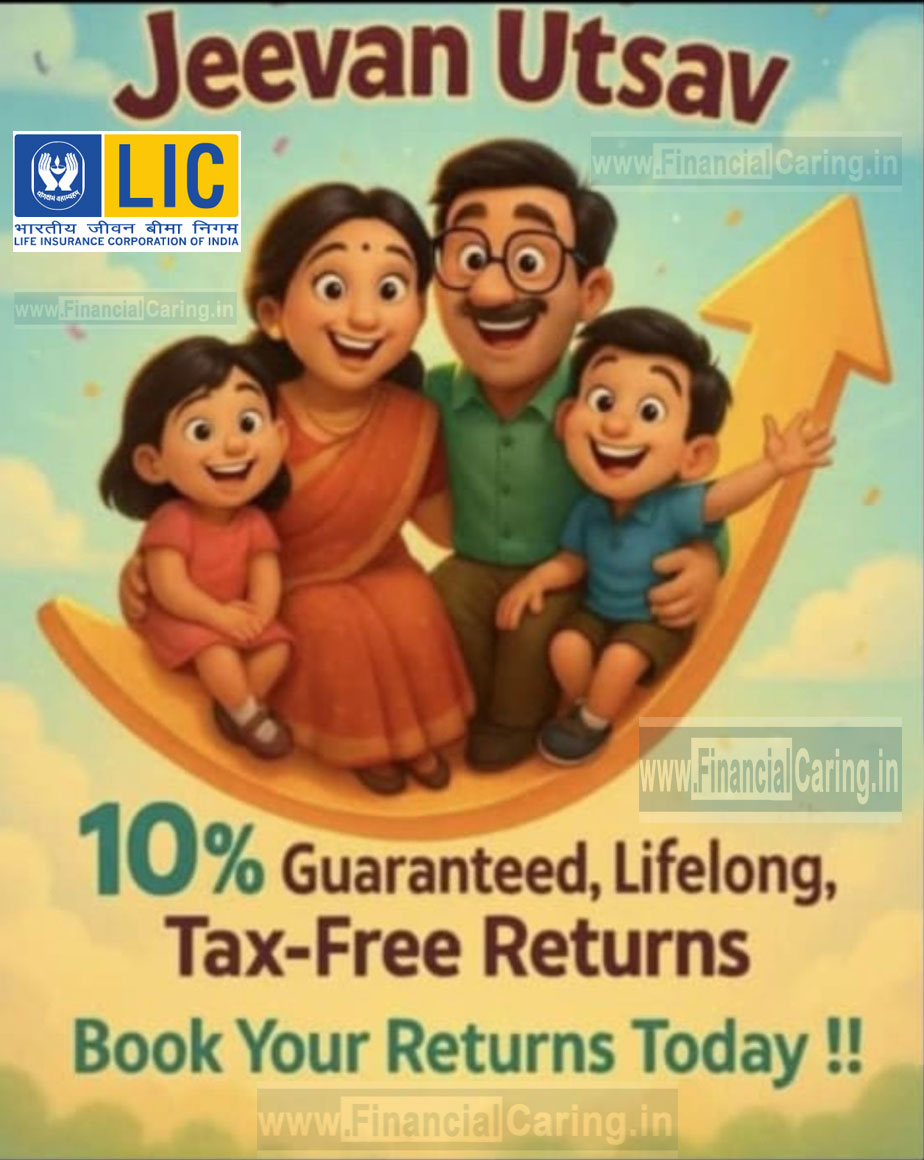 Jeevan Utsav
LIC
भारतीय जीवन बीमा निगम
LIFE INSURANCE CORPORATION OF INDIA
www.FinancialCaring.in
www.FinancialCaring.in
www.FinancialCaring.in
10% Guaranteed, Lifelong,
Tax-Free Returns
Book Your Returns Today !!
www.FinancialCaring.in